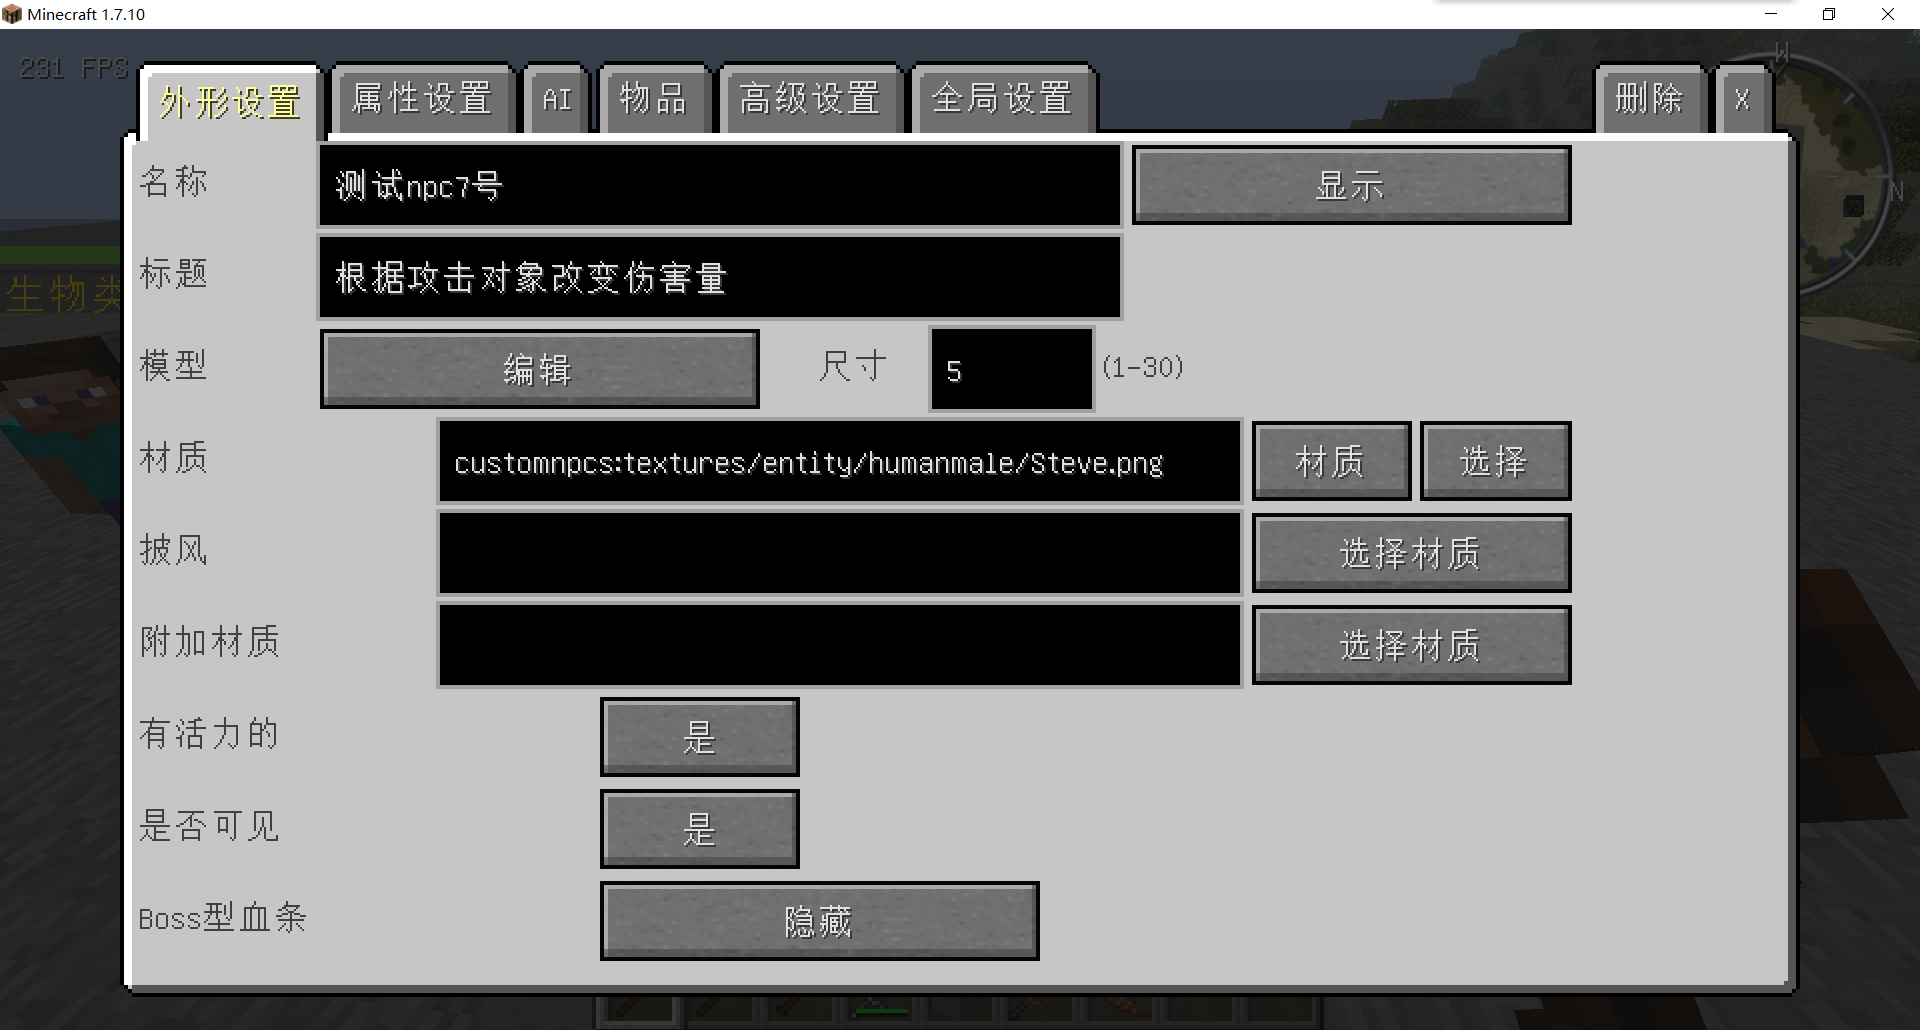 Minecraft 1.7.10
231 FPS
W
外形设置 属性设置 AI 物品 高级设置 全局设置 删除 X
名称 测试npc7号 显示
N
标题 根据攻击对象改变伤害量
生物类
模型 编辑 尺寸 5 (1-30)
材质 customnpcs:textures/entity/humanmale/Steve.png 材质 选择
披风 选择材质
附加材质 选择材质
有活力的 是
是否可见 是
Boss型血条 隐藏